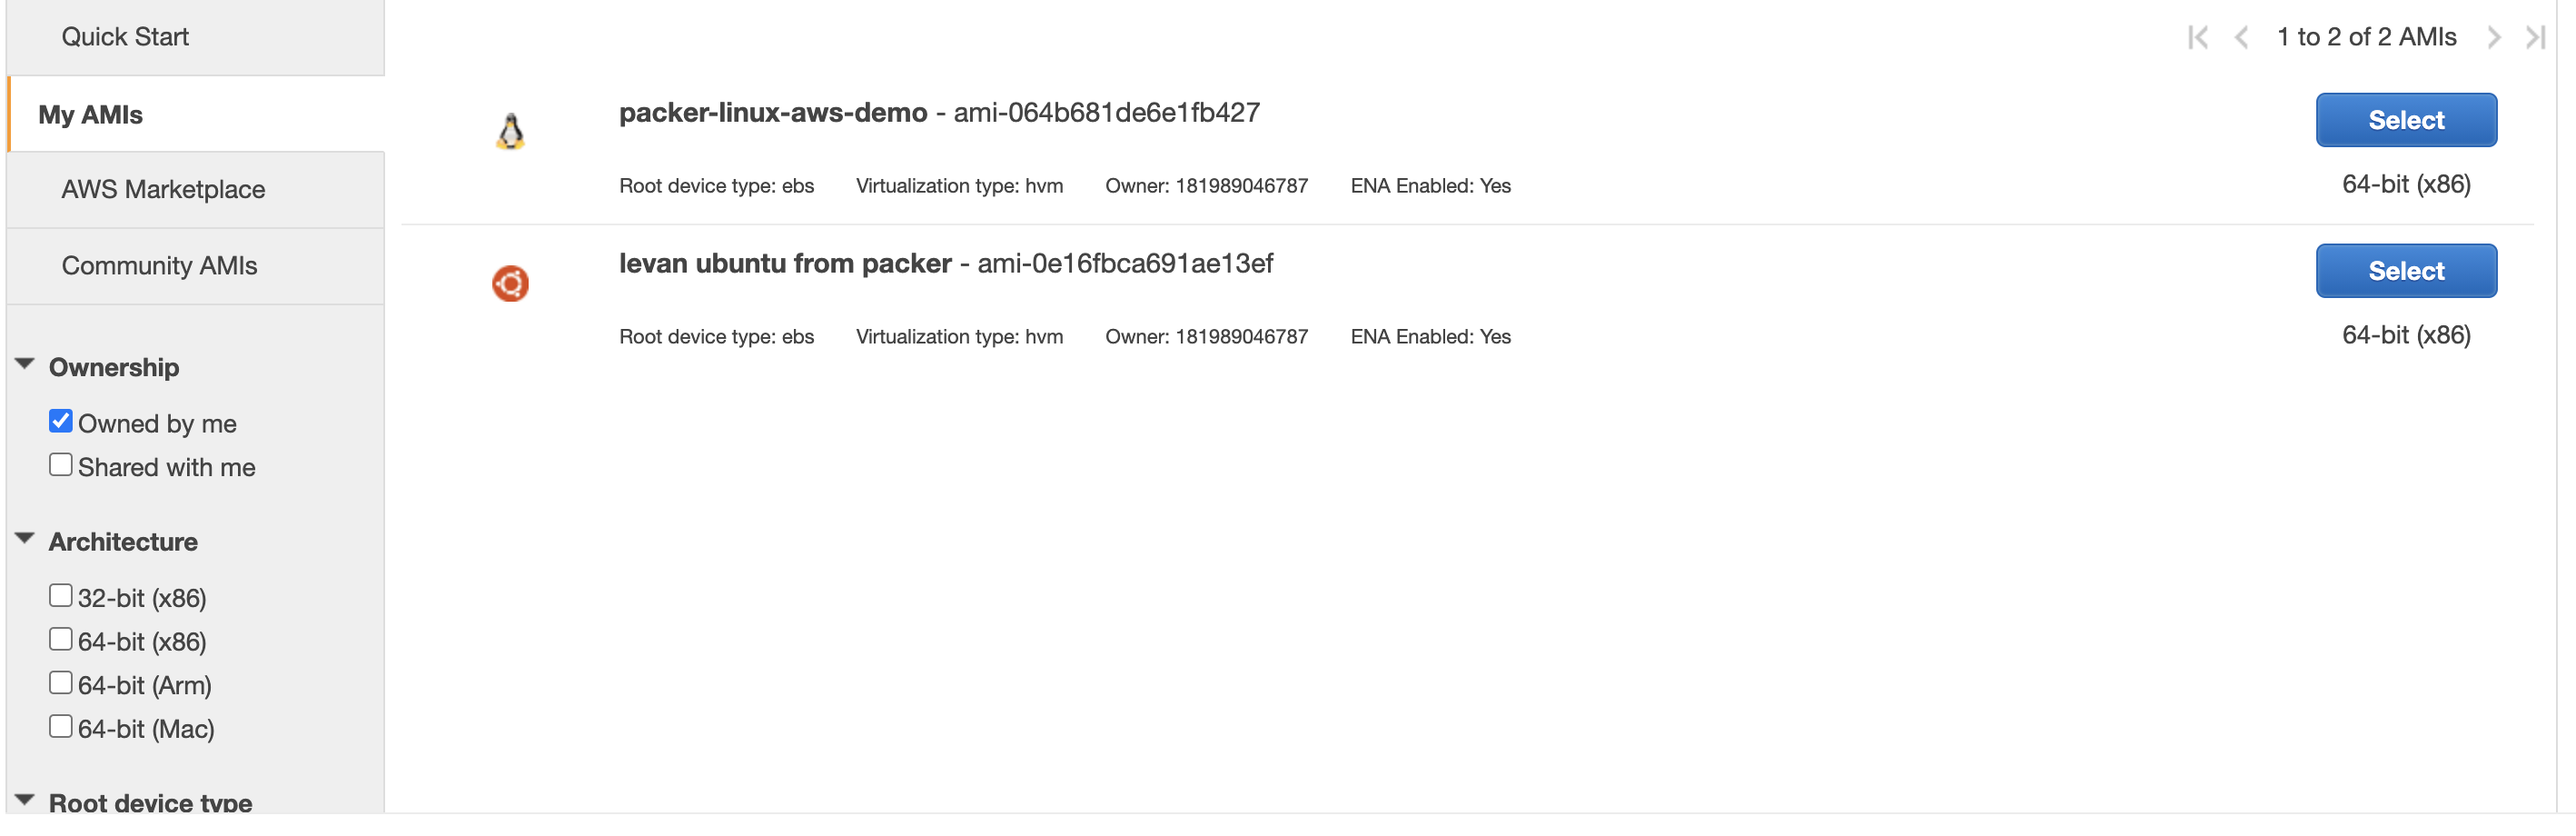 Quick Start
My AMIs
AWS Marketplace
Community AMIs
Ownership
Owned by me
Shared with me
Architecture
32-bit (x86)
64-bit (x86)
64-bit (Arm)
64-bit (Mac)
Root device type
1 to 2 of 2 AMIs
packer-linux-aws-demo - ami-064b681de6e1fb427
Select
Root device type: ebs Virtualization type: hvm Owner: 181989046787 ENA Enabled: Yes
64-bit (x86)
levan ubuntu from packer - ami-0e16fbca691ae13ef
Select
Root device type: ebs Virtualization type: hvm Owner: 181989046787 ENA Enabled: Yes
64-bit (x86)